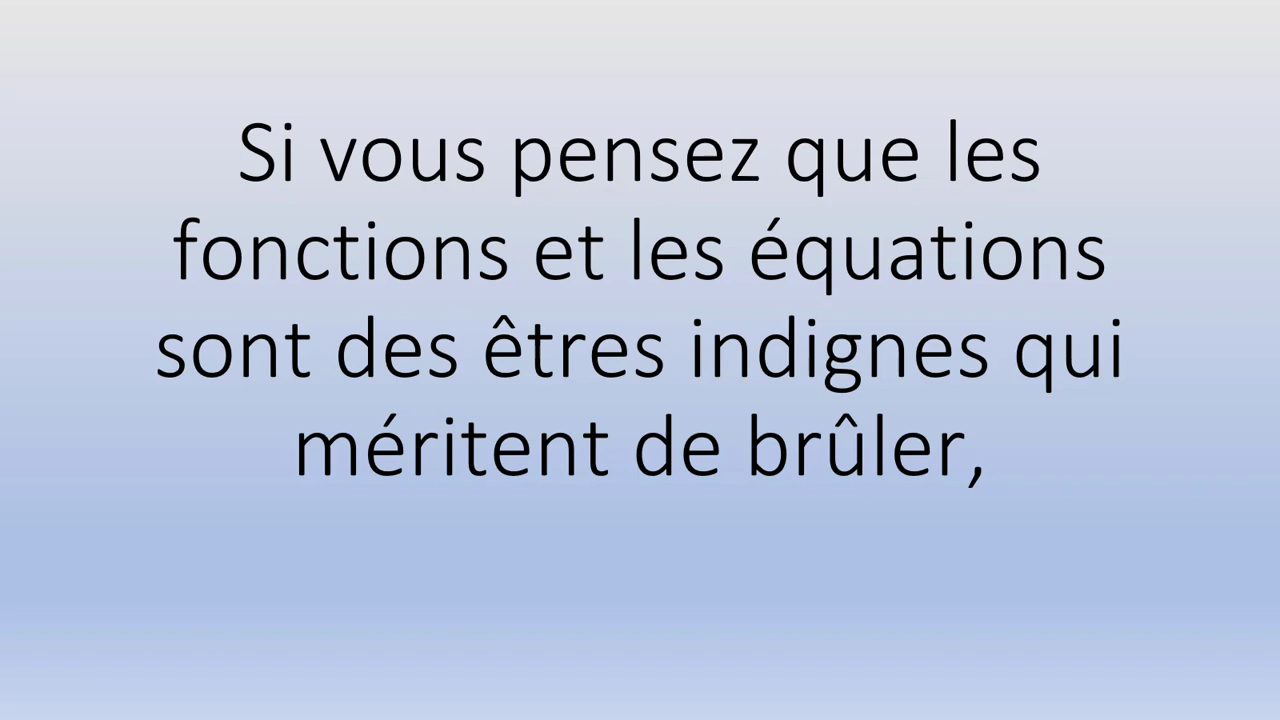 Si vous pensez que les
fonctions et les équations
sont des êtres indignes qui
méritent de brûler,